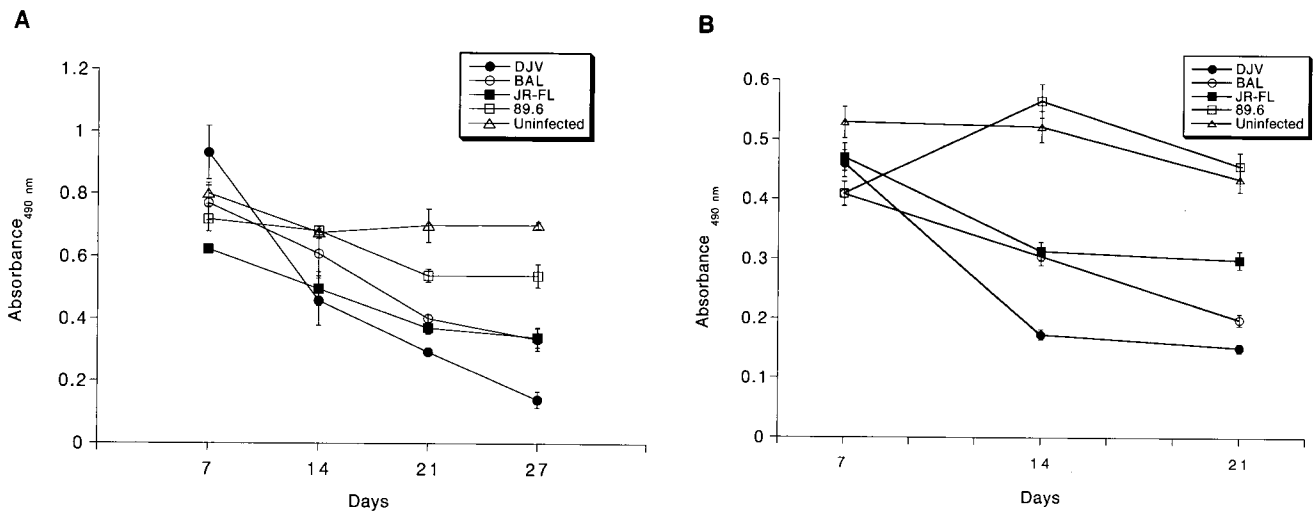 A
DJV
BAL
JR-FL
89.6
Uninfected
1.2
1
0.8
0.6
0.4
0.2
0
Absorbance 490 nm
7 14 21 27
Days
B
DJV
BAL
JR-FL
89.6
Uninfected
0.6
0.5
0.4
0.3
0.2
0.1
0
Absorbance 490 nm
7 14 21
Days